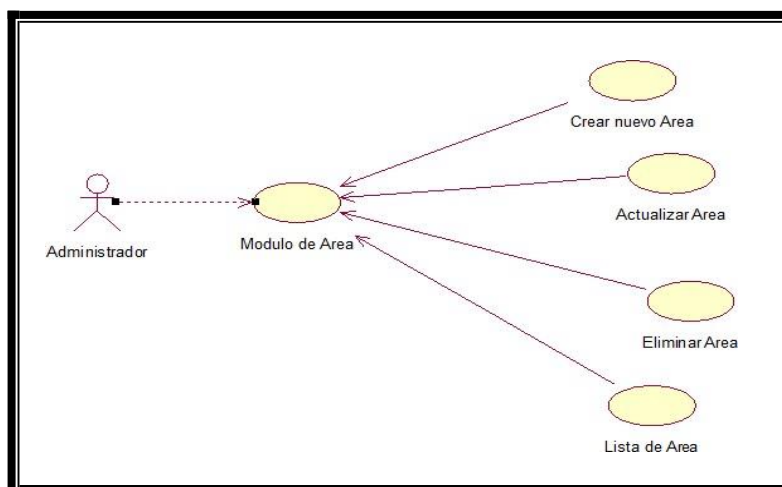 Crear nuevo Area
Actualizar Area
Administrador
Modulo de Area
Eliminar Area
Lista de Area